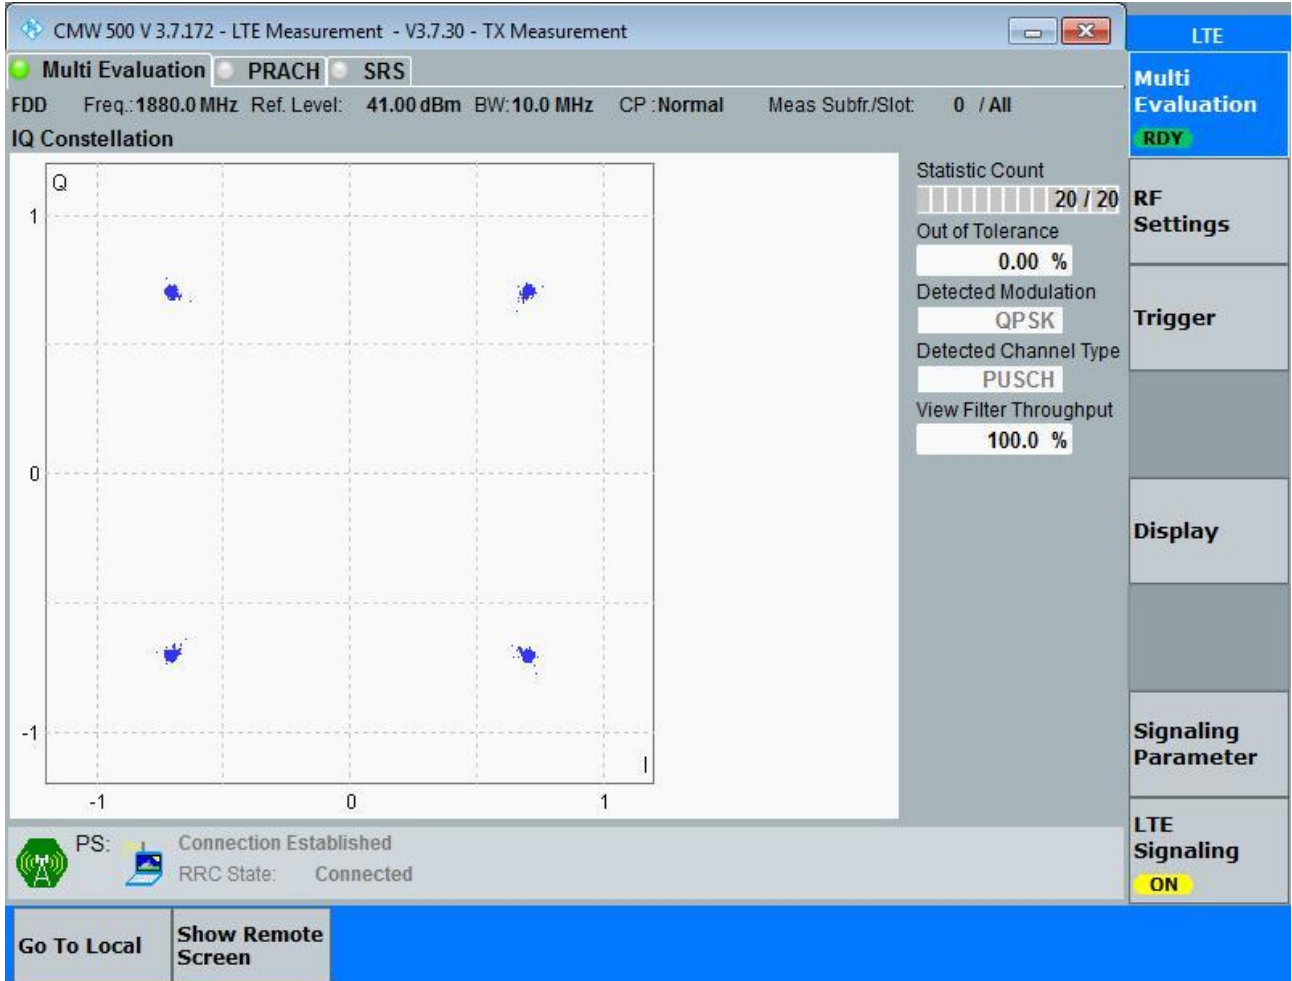 CMW 500 V 3.7.172 - LTE Measurement - V3.7.30 - TX Measurement
LTE
Multi Evaluation PRACH SRS
FDD Freq.:1880.0 MHz Ref. Level: 41.00 dBm BW:10.0 MHz CP :Normal Meas Subfr./Slot: 0 / All
IQ Constellation
Q
1
0
-1
-1 0 1
I
Statistic Count
20 / 20
Out of Tolerance
0.00 %
Detected Modulation
QPSK
Detected Channel Type
PUSCH
View Filter Throughput
100.0 %
Multi
Evaluation
RDY
RF
Settings
Trigger
Display
Signaling
Parameter
LTE
Signaling
ON
PS: Connection Established
RRC State: Connected
Go To Local
Show Remote
Screen